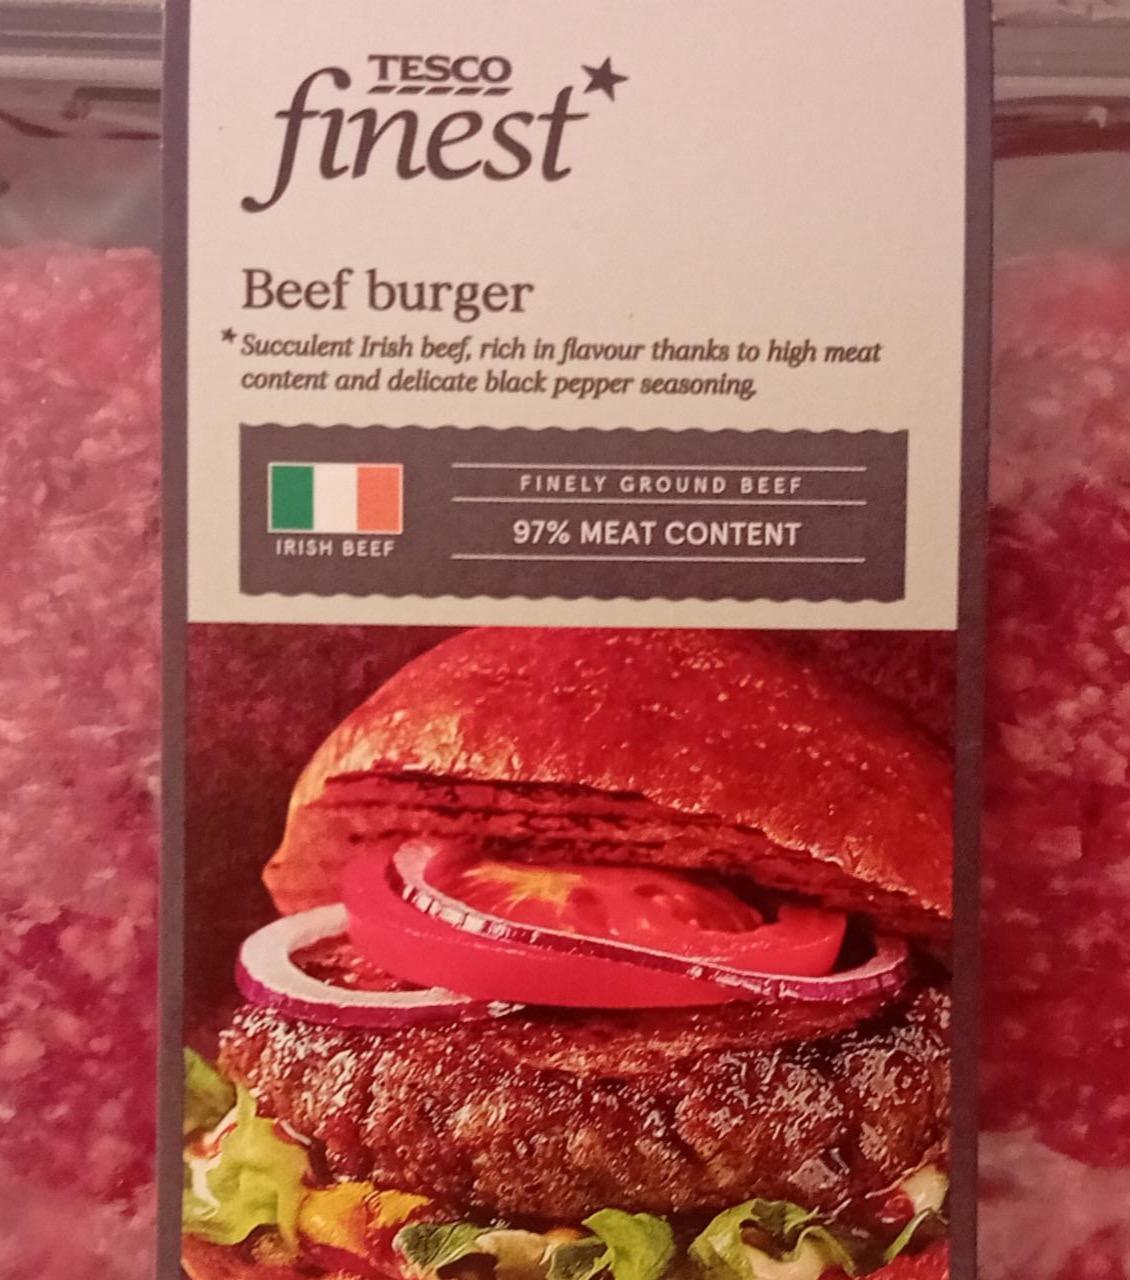 TESCO
finest*
Beef burger
*Succulent Irish beef, rich in flavour thanks to high meat
content and delicate black pepper seasoning.
FINELY GROUND BEEF
97% MEAT CONTENT
IRISH BEEF